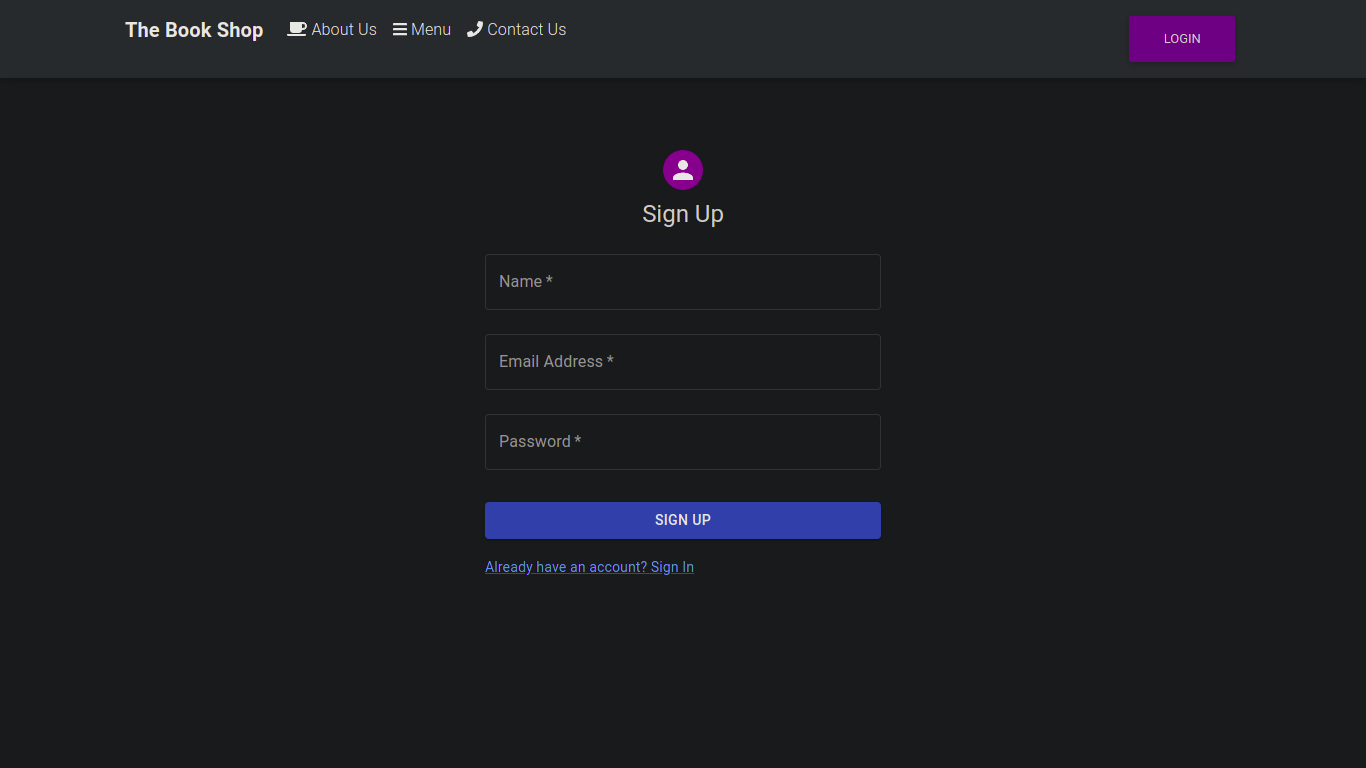 The Book Shop About Us Menu Contact Us LOGIN
Sign Up
Name *
Email Address *
Password *
SIGN UP
Already have an account? Sign In